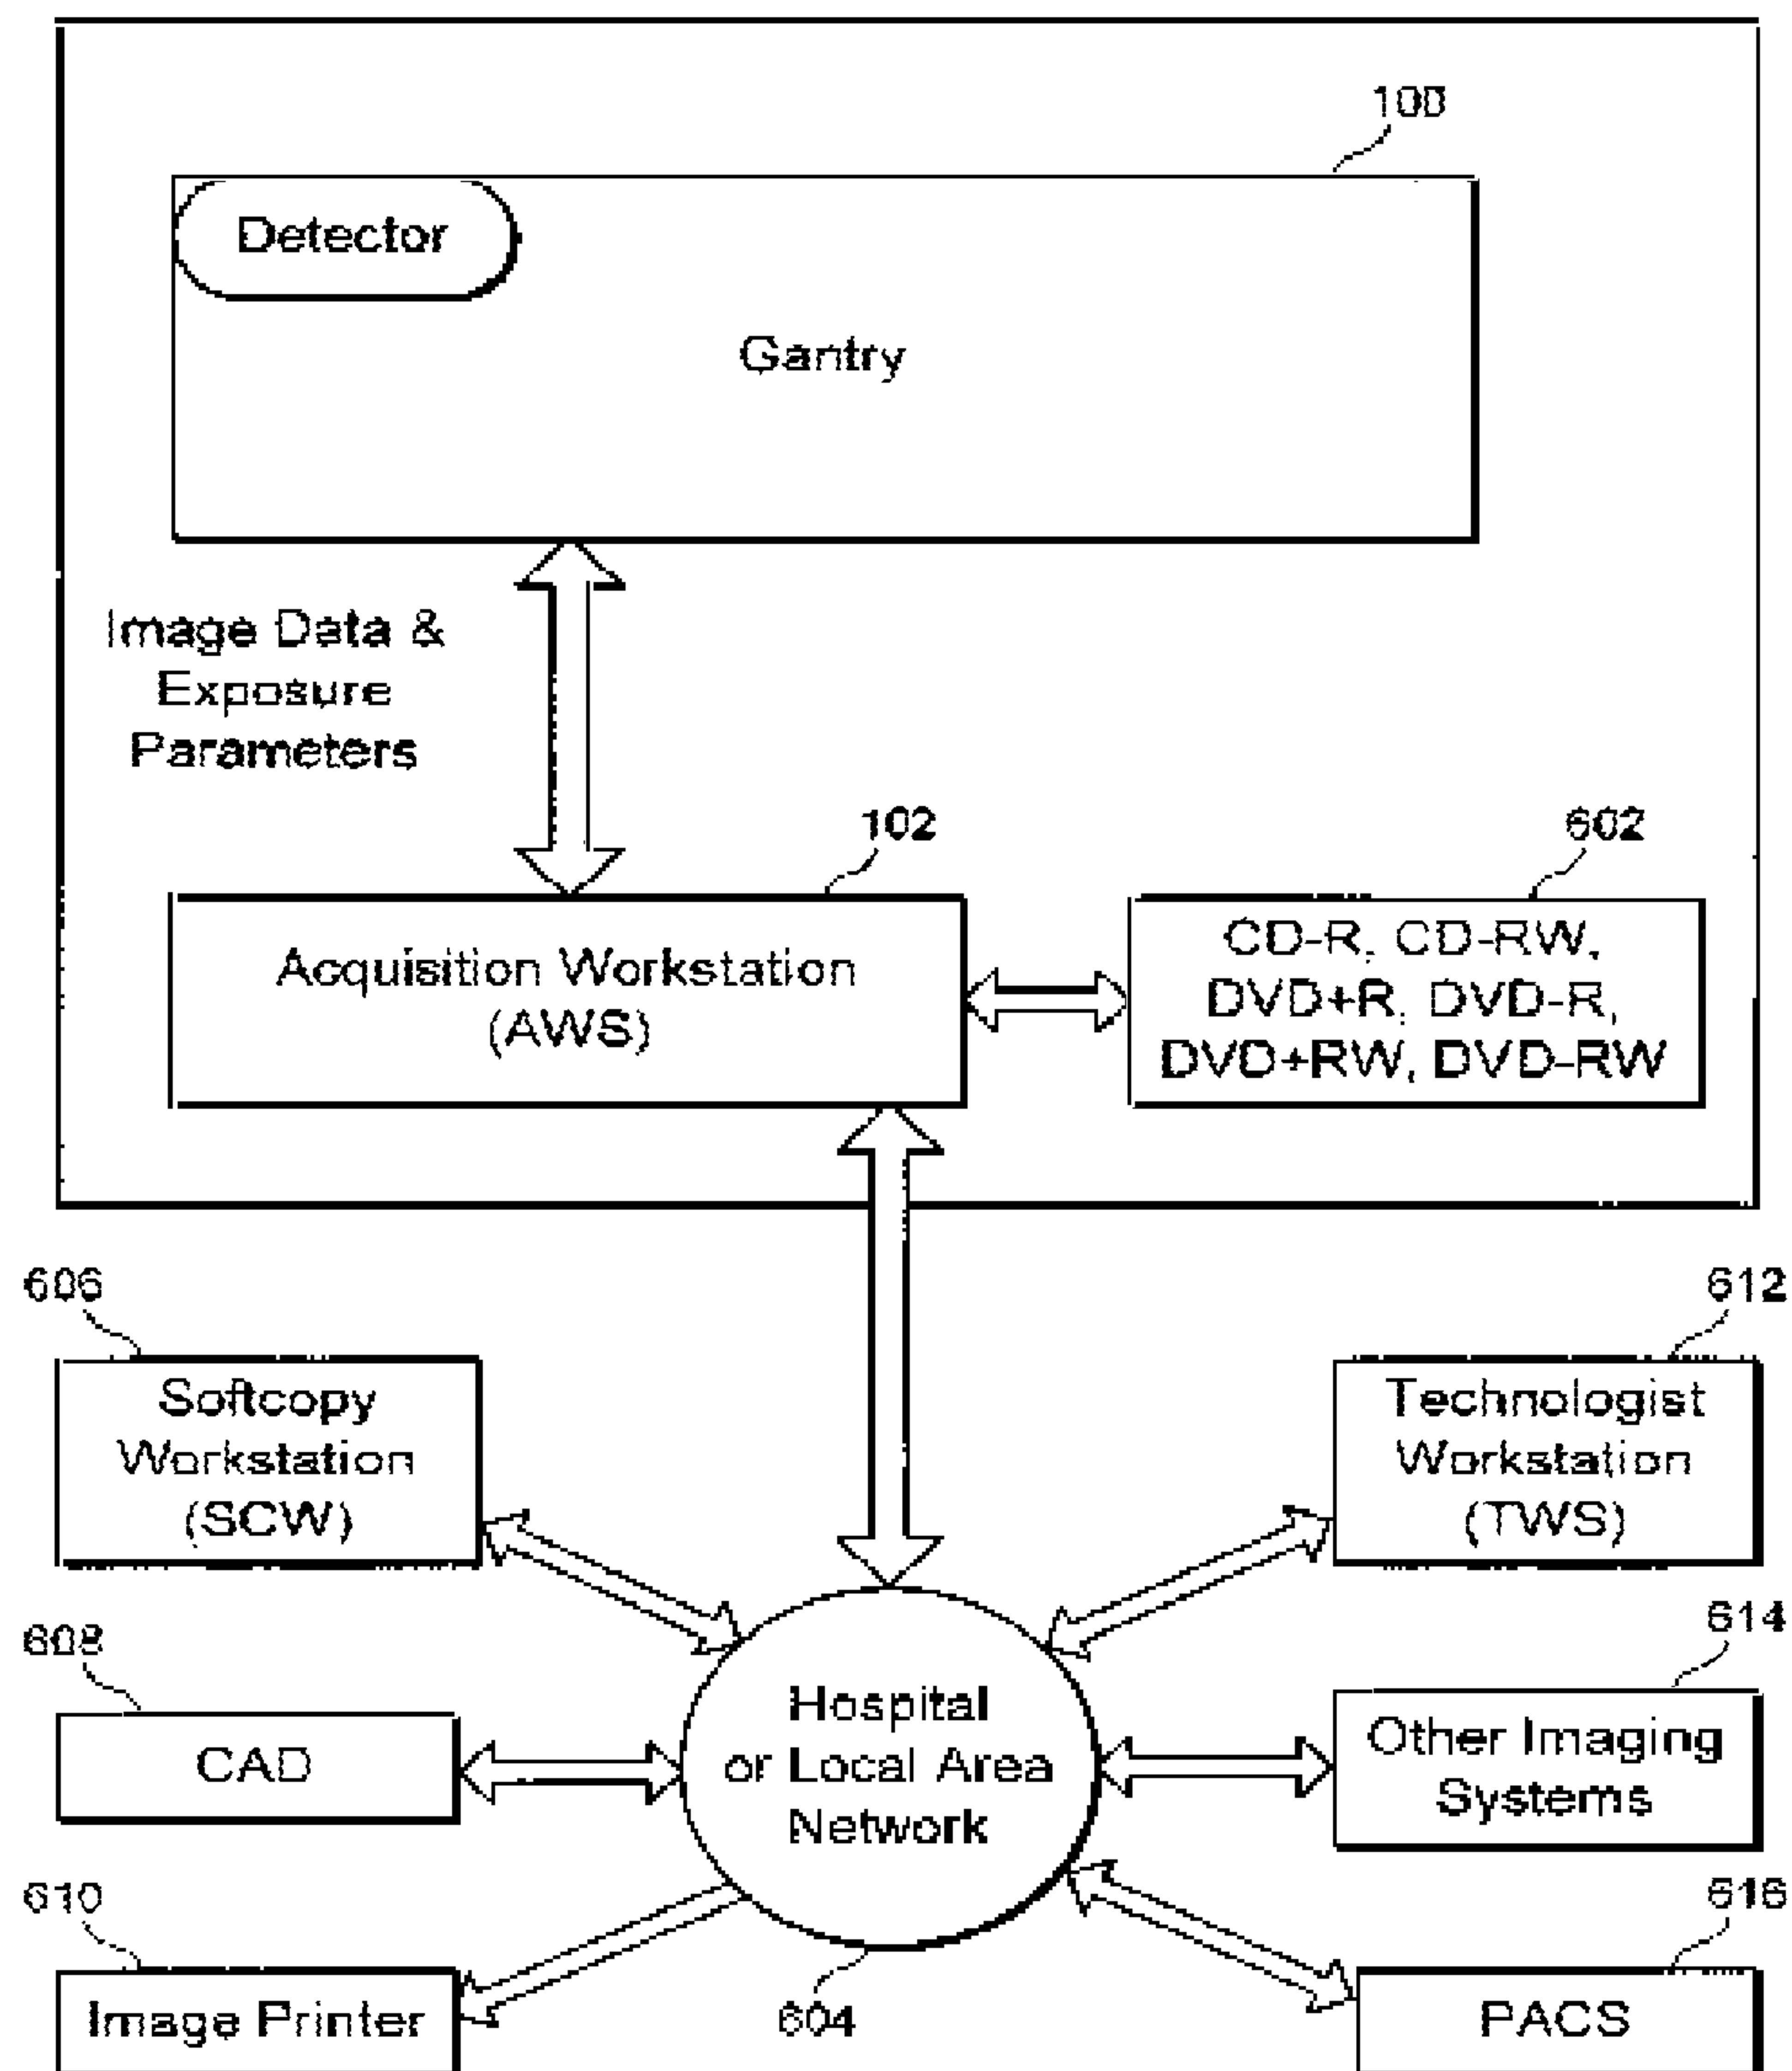 100
Detector
Gantry
Image Data &
Exposure
Parameters
102
602
Acquisition Workstation
(AWS)
CD-R, CD-RW,
DVD+R, DVD-R,
DVD+RW, DVD-RW
606
612
Softcopy
Workstation
(SCW)
Technologist
Workstation
(TWS)
608
614
Hospital
or Local Area
Network
CAD
Other Imaging
Systems
610
616
Image Printer
604
PACS